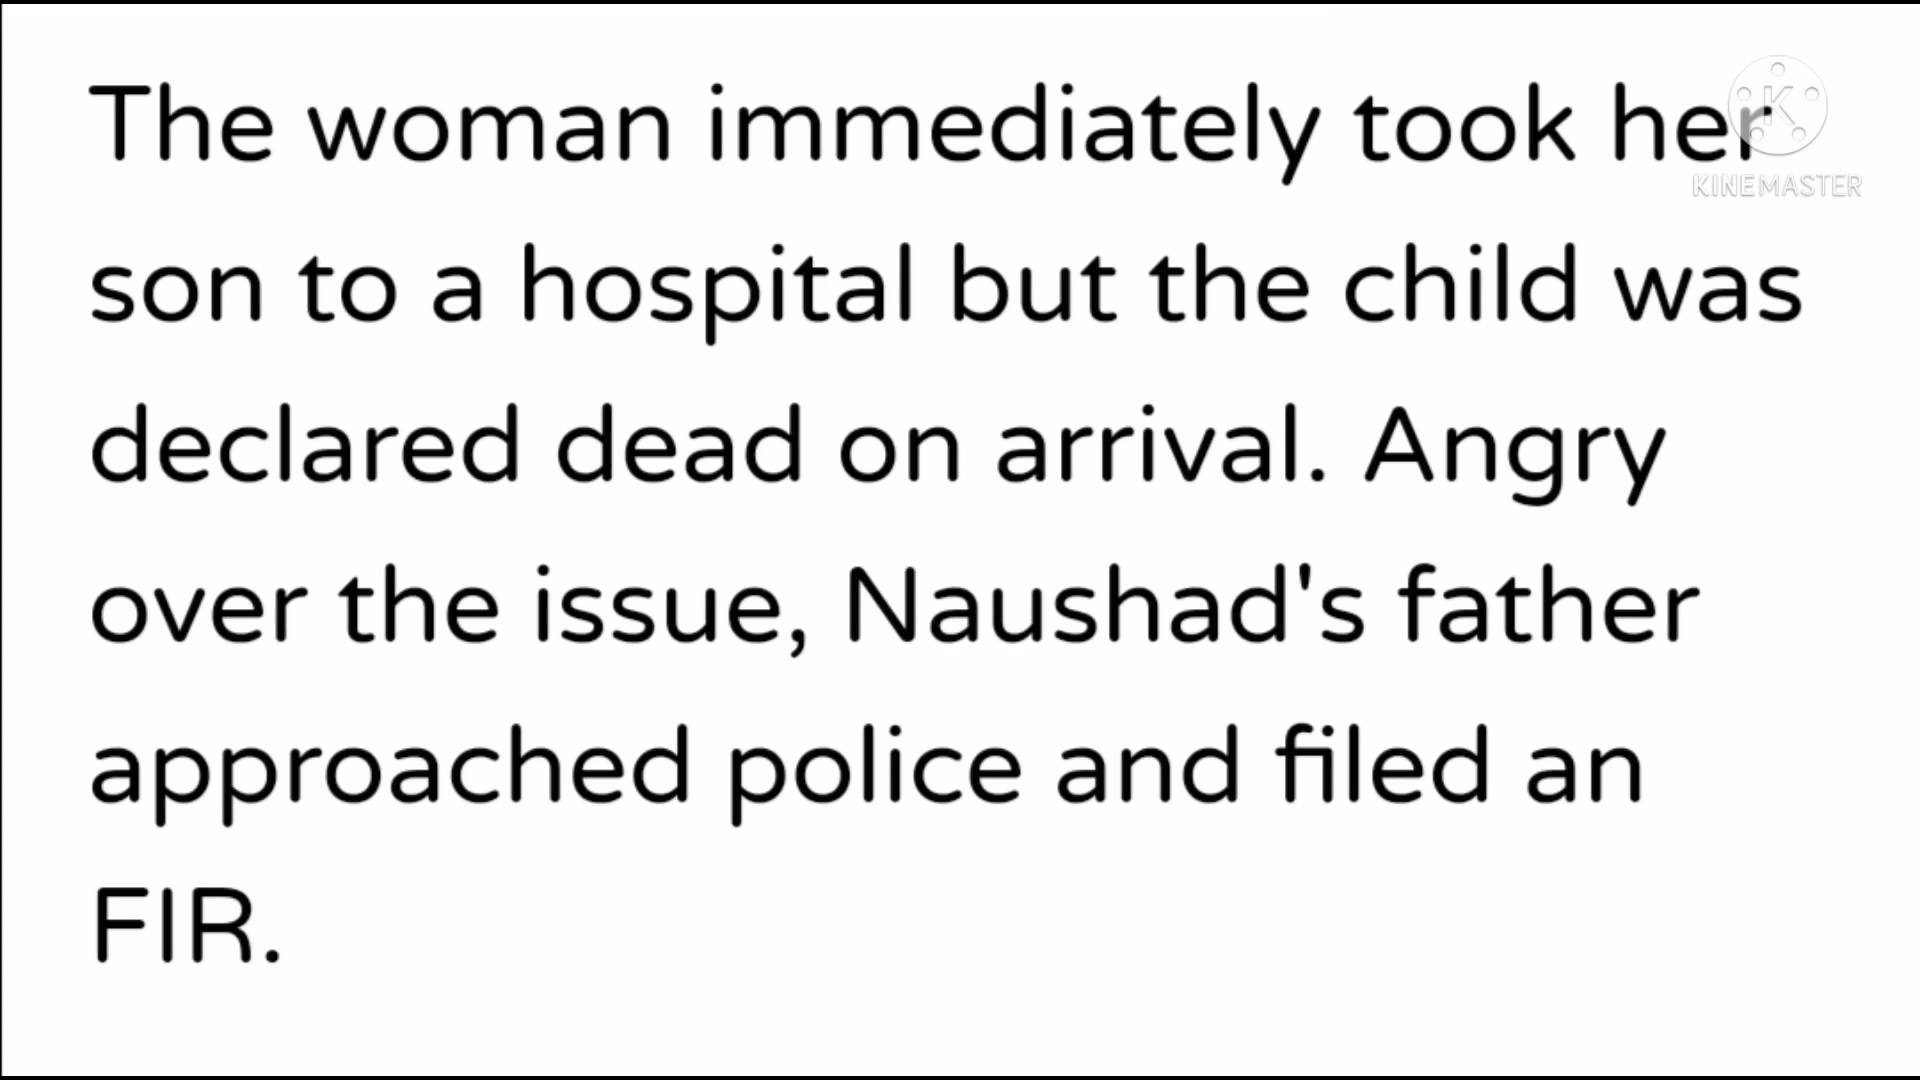 The woman immediately took her
KINEMASTER
son to a hospital but the child was
declared dead on arrival. Angry
over the issue, Naushad's father
approached police and filed an
FIR.